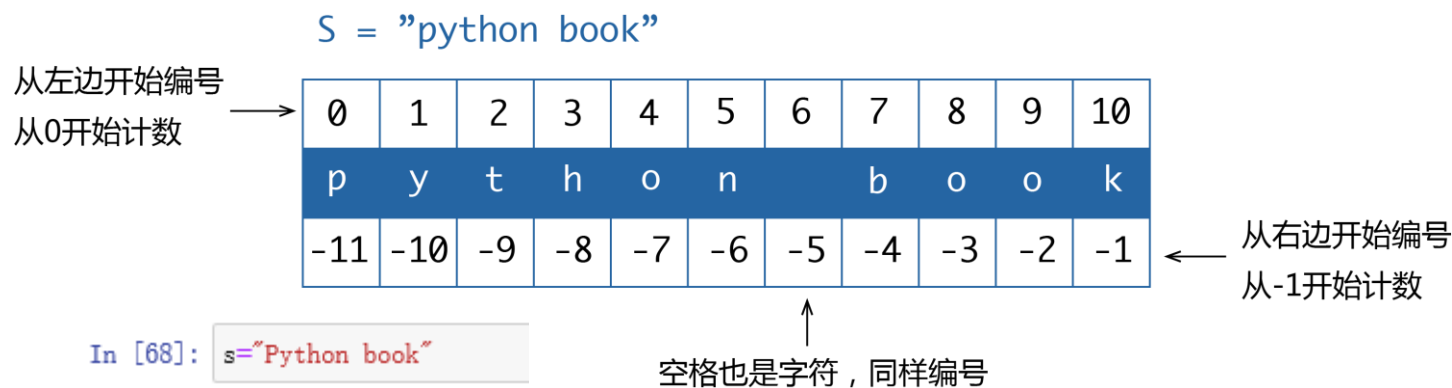 S = ”python book”
从左边开始编号
从0开始计数
0 1 2 3 4 5 6 7 8 9 10
p y t h o n b o o k
-11 -10 -9 -8 -7 -6 -5 -4 -3 -2 -1
从右边开始编号
从-1开始计数
In [68]: s="Python book"
空格也是字符，同样编号